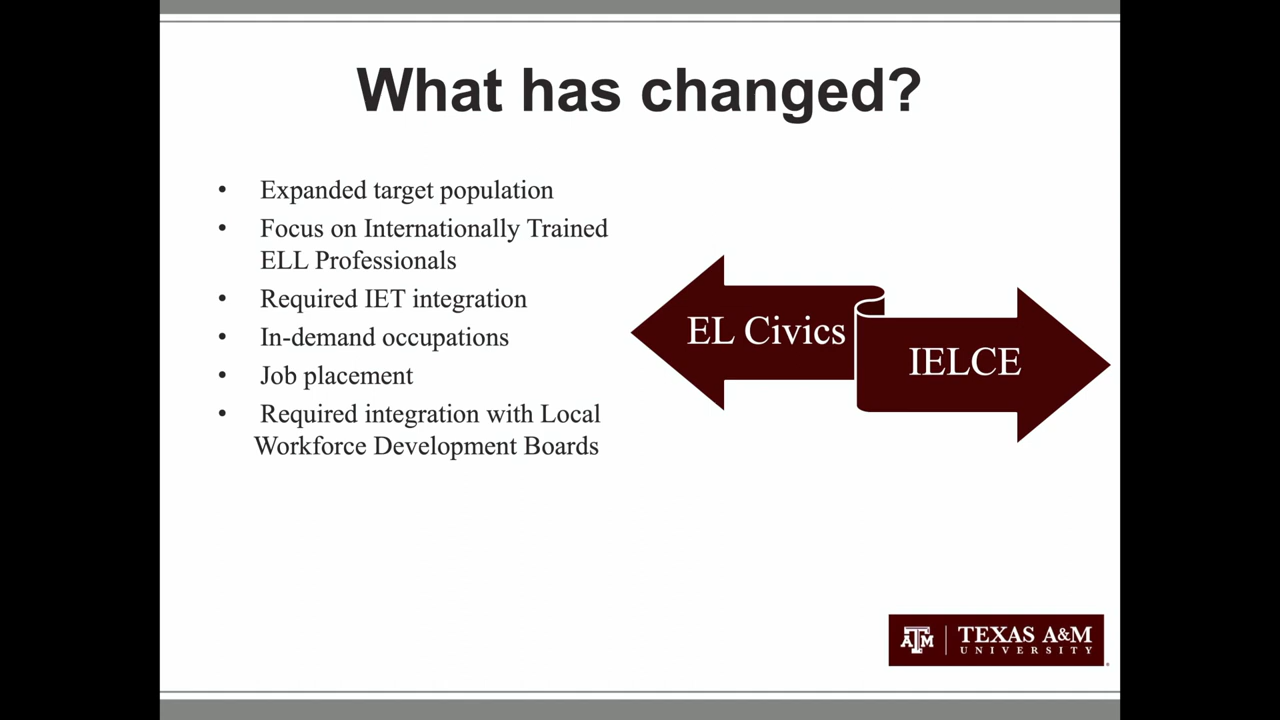 What has changed?
• Expanded target population
• Focus on Internationally Trained
ELL Professionals
• Required IET integration
• In-demand occupations
• Job placement
• Required integration with Local
Workforce Development Boards
EL Civics
IELCE
ATM
TEXAS A&M
UNIVERSITY